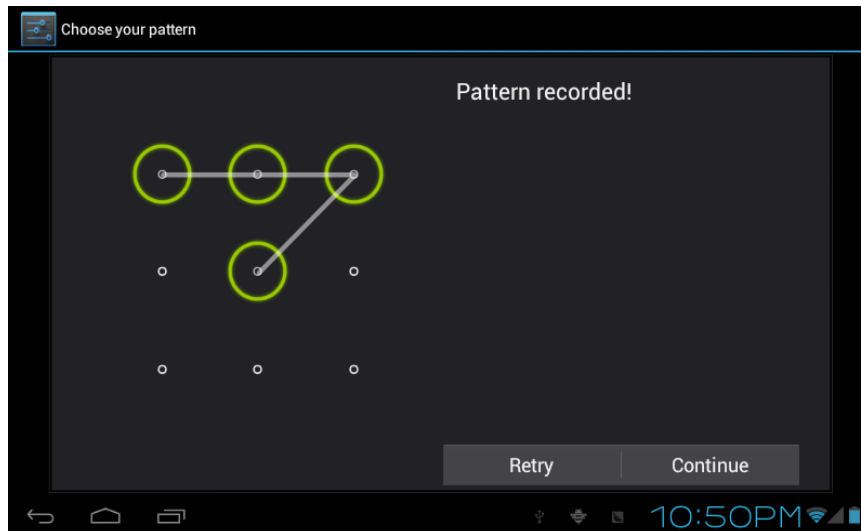 Choose your pattern
Pattern recorded!
Retry
Continue
10:50PM